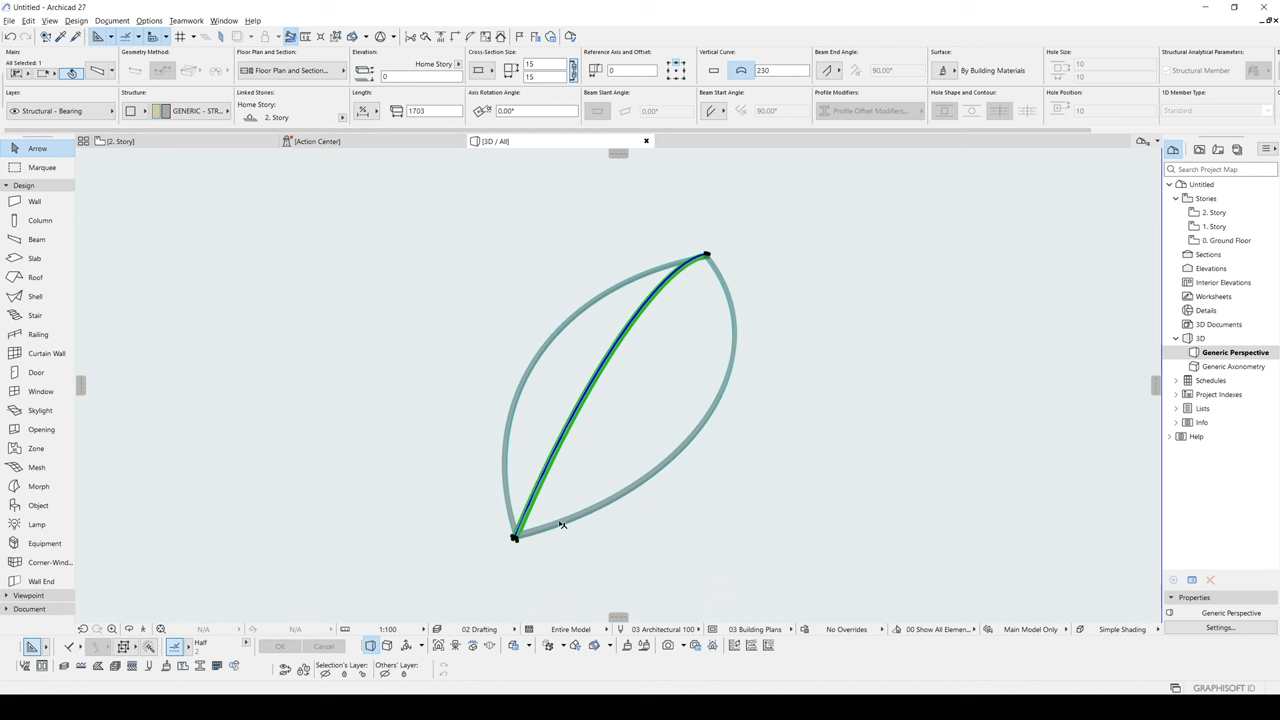 Untitled - Archicad 27
File Edit View Design Document Options Teamwork Window Help
Main: Geometry Method: Floor Plan and Section: Elevation: Cross-Section Size: Reference Axis and Offset: Vertical Curve: Beam End Angle: Surface: Hole Size: Structural Analytical Parameters:
All Selected: 1
Home Story: 15 10
Floor Plan and Section... 0 15 0 230 90.00° By Building Materials 10 Structural Member
Layer: Structure: Linked Stories: Length: Axis Rotation Angle: Beam Slant Angle: Beam Start Angle: Profile Modifiers: Hole Shape and Contour: Hole Position: 1D Member Type:
Structural - Bearing GENERIC - STR... Home Story: 1703 0.00° 0.00° 90.00° Profile Offset Modifiers... 10 Standard
2. Story
[2. Story] [Action Center] [3D / All]
Arrow
Marquee
Design
Wall
Column
Beam
Slab
Roof
Shell
Stair
Railing
Curtain Wall
Door
Window
Skylight
Opening
Zone
Mesh
Morph
Object
Lamp
Equipment
Corner-Wind...
Wall End
Viewpoint
Document
Search Project Map
Untitled
Stories
2. Story
1. Story
0. Ground Floor
Sections
Elevations
Interior Elevations
Worksheets
Details
3D Documents
3D
Generic Perspective
Generic Axonometry
Schedules
Project Indexes
Lists
Info
Help
Properties
Generic Perspective
Settings...
N/A N/A 1:100 02 Drafting Entire Model 03 Architectural 100 03 Building Plans No Overrides 00 Show All Elemen... Main Model Only Simple Shading
Half
2
OK Cancel
Selection's Layer: Others' Layer:
GRAPHISOFT ID